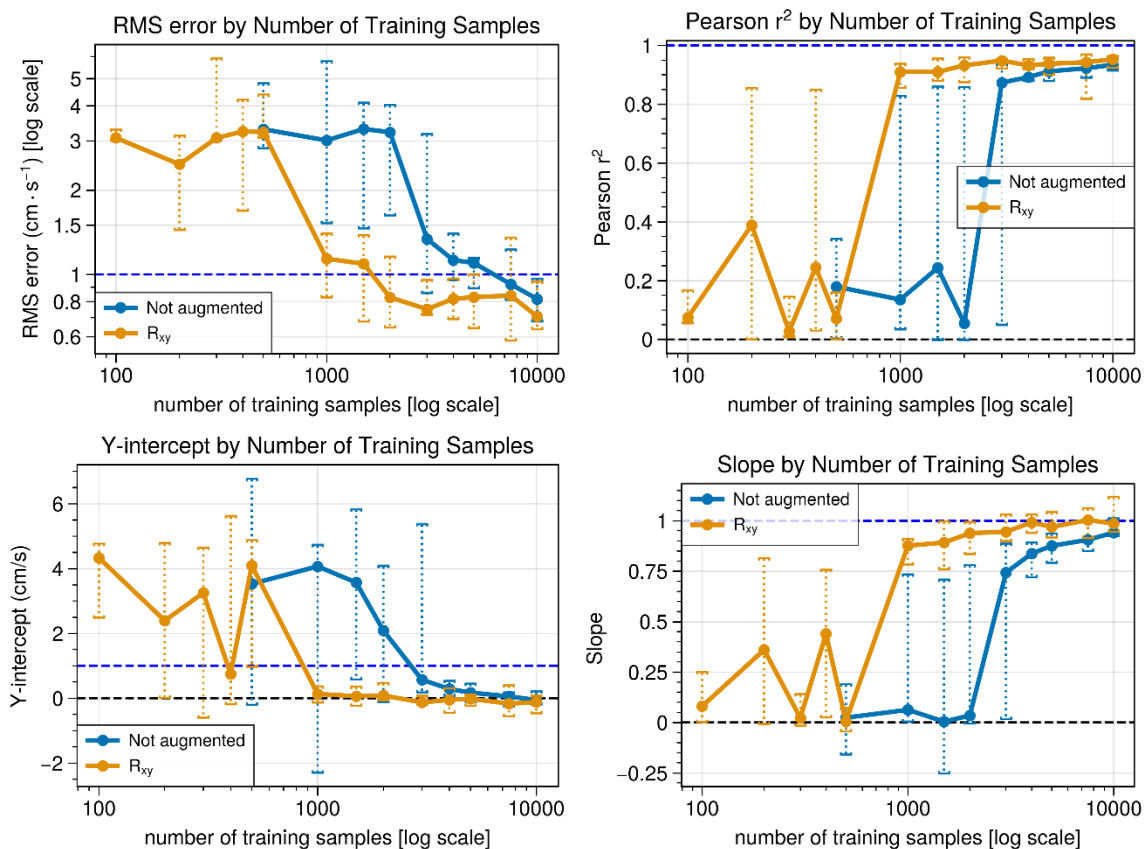 RMS error by Number of Training Samples
RMS error (cm · s⁻¹) [log scale]
5
4
3
2
1.5
1
0.8
0.6
Not augmented
Rxy
100
1000
10000
number of training samples [log scale]
Pearson r² by Number of Training Samples
Pearson r²
1
0.8
0.6
0.4
0.2
0
Not augmented
Rxy
100
1000
10000
number of training samples [log scale]
Y-intercept by Number of Training Samples
Y-intercept (cm/s)
6
4
2
0
−2
Not augmented
Rxy
100
1000
10000
number of training samples [log scale]
Slope by Number of Training Samples
Slope
Not augmented
Rxy
1
0.75
0.5
0.25
0
−0.25
100
1000
10000
number of training samples [log scale]